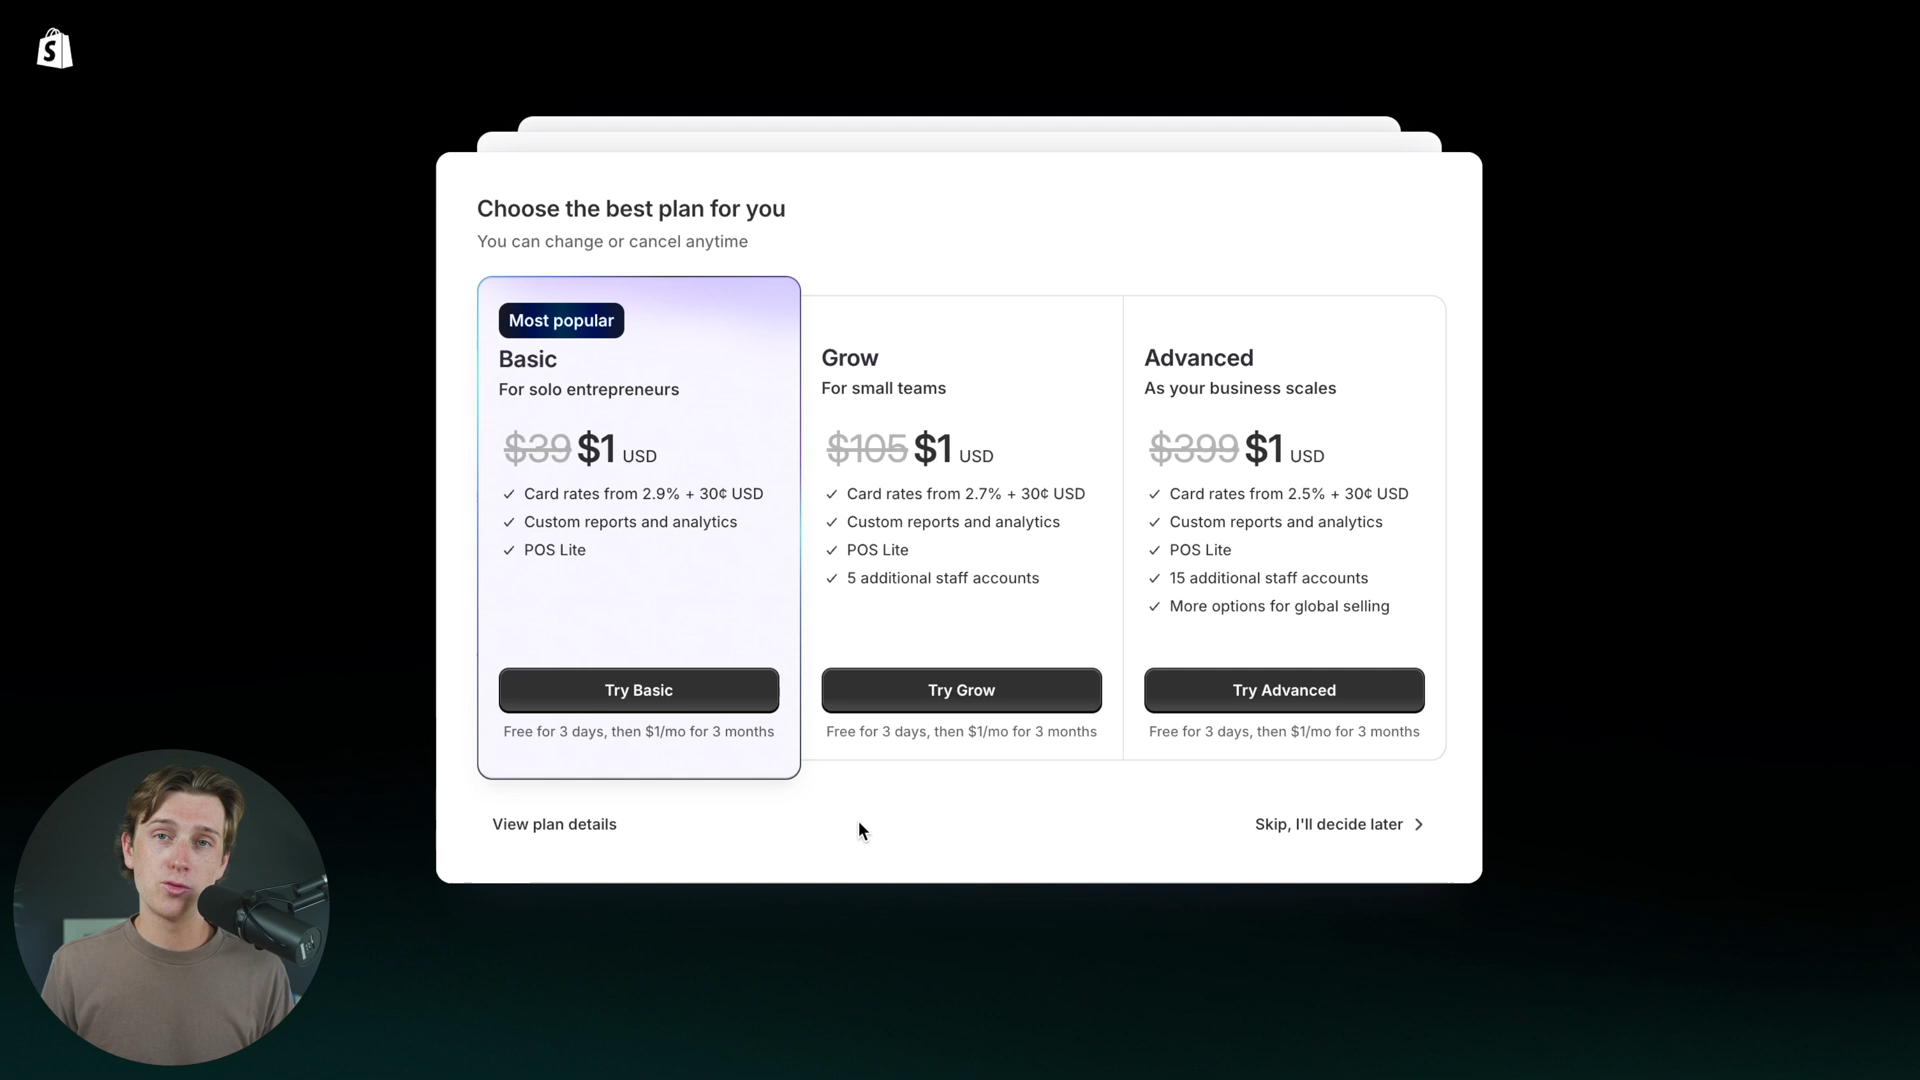 S
Choose the best plan for you
You can change or cancel anytime
Most popular
Basic
For solo entrepreneurs
$39 $1 USD
✓ Card rates from 2.9% + 30¢ USD
✓ Custom reports and analytics
✓ POS Lite
Try Basic
Free for 3 days, then $1/mo for 3 months
Grow
For small teams
$105 $1 USD
✓ Card rates from 2.7% + 30¢ USD
✓ Custom reports and analytics
✓ POS Lite
✓ 5 additional staff accounts
Try Grow
Free for 3 days, then $1/mo for 3 months
Advanced
As your business scales
$399 $1 USD
✓ Card rates from 2.5% + 30¢ USD
✓ Custom reports and analytics
✓ POS Lite
✓ 15 additional staff accounts
✓ More options for global selling
Try Advanced
Free for 3 days, then $1/mo for 3 months
View plan details
Skip, I'll decide later